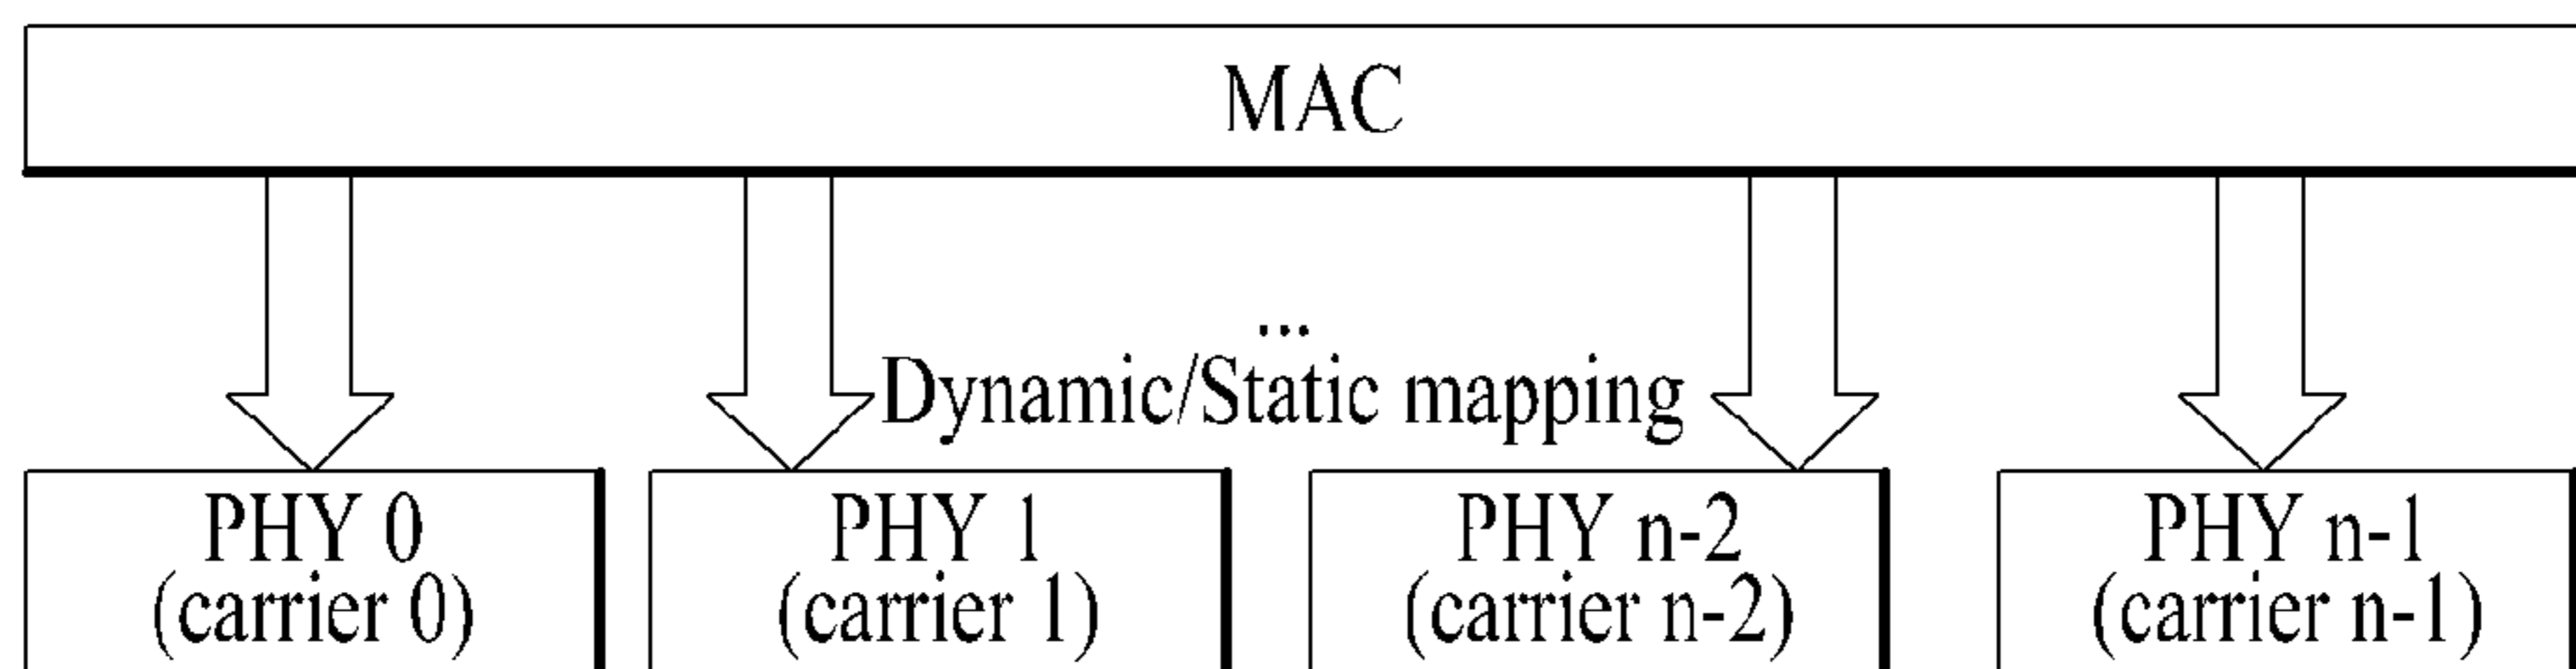 MAC
...
Dynamic/Static mapping
PHY 0
(carrier 0)
PHY 1
(carrier 1)
PHY n-2
(carrier n-2)
PHY n-1
(carrier n-1)